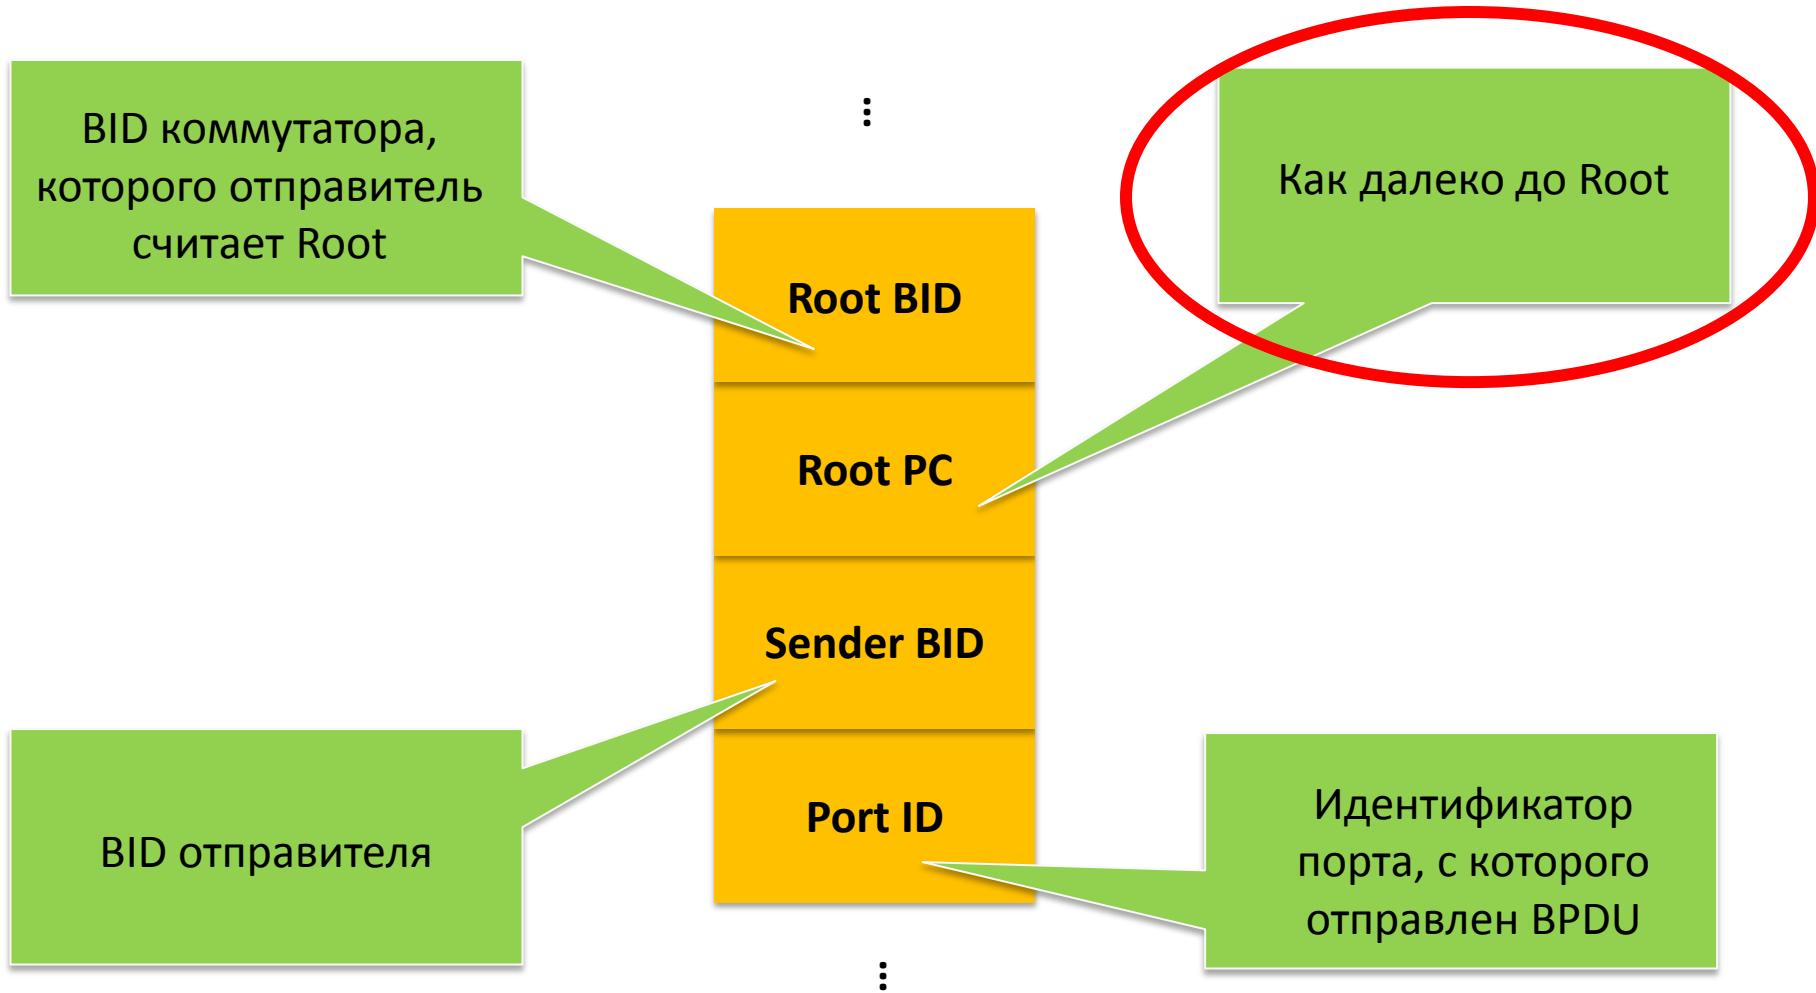 BID коммутатора,
которого отправитель
считает Root
⋮
Как далеко до Root
Root BID
Root PC
Sender BID
Port ID
BID отправителя
Идентификатор
порта, с которого
отправлен BPDU
⋮